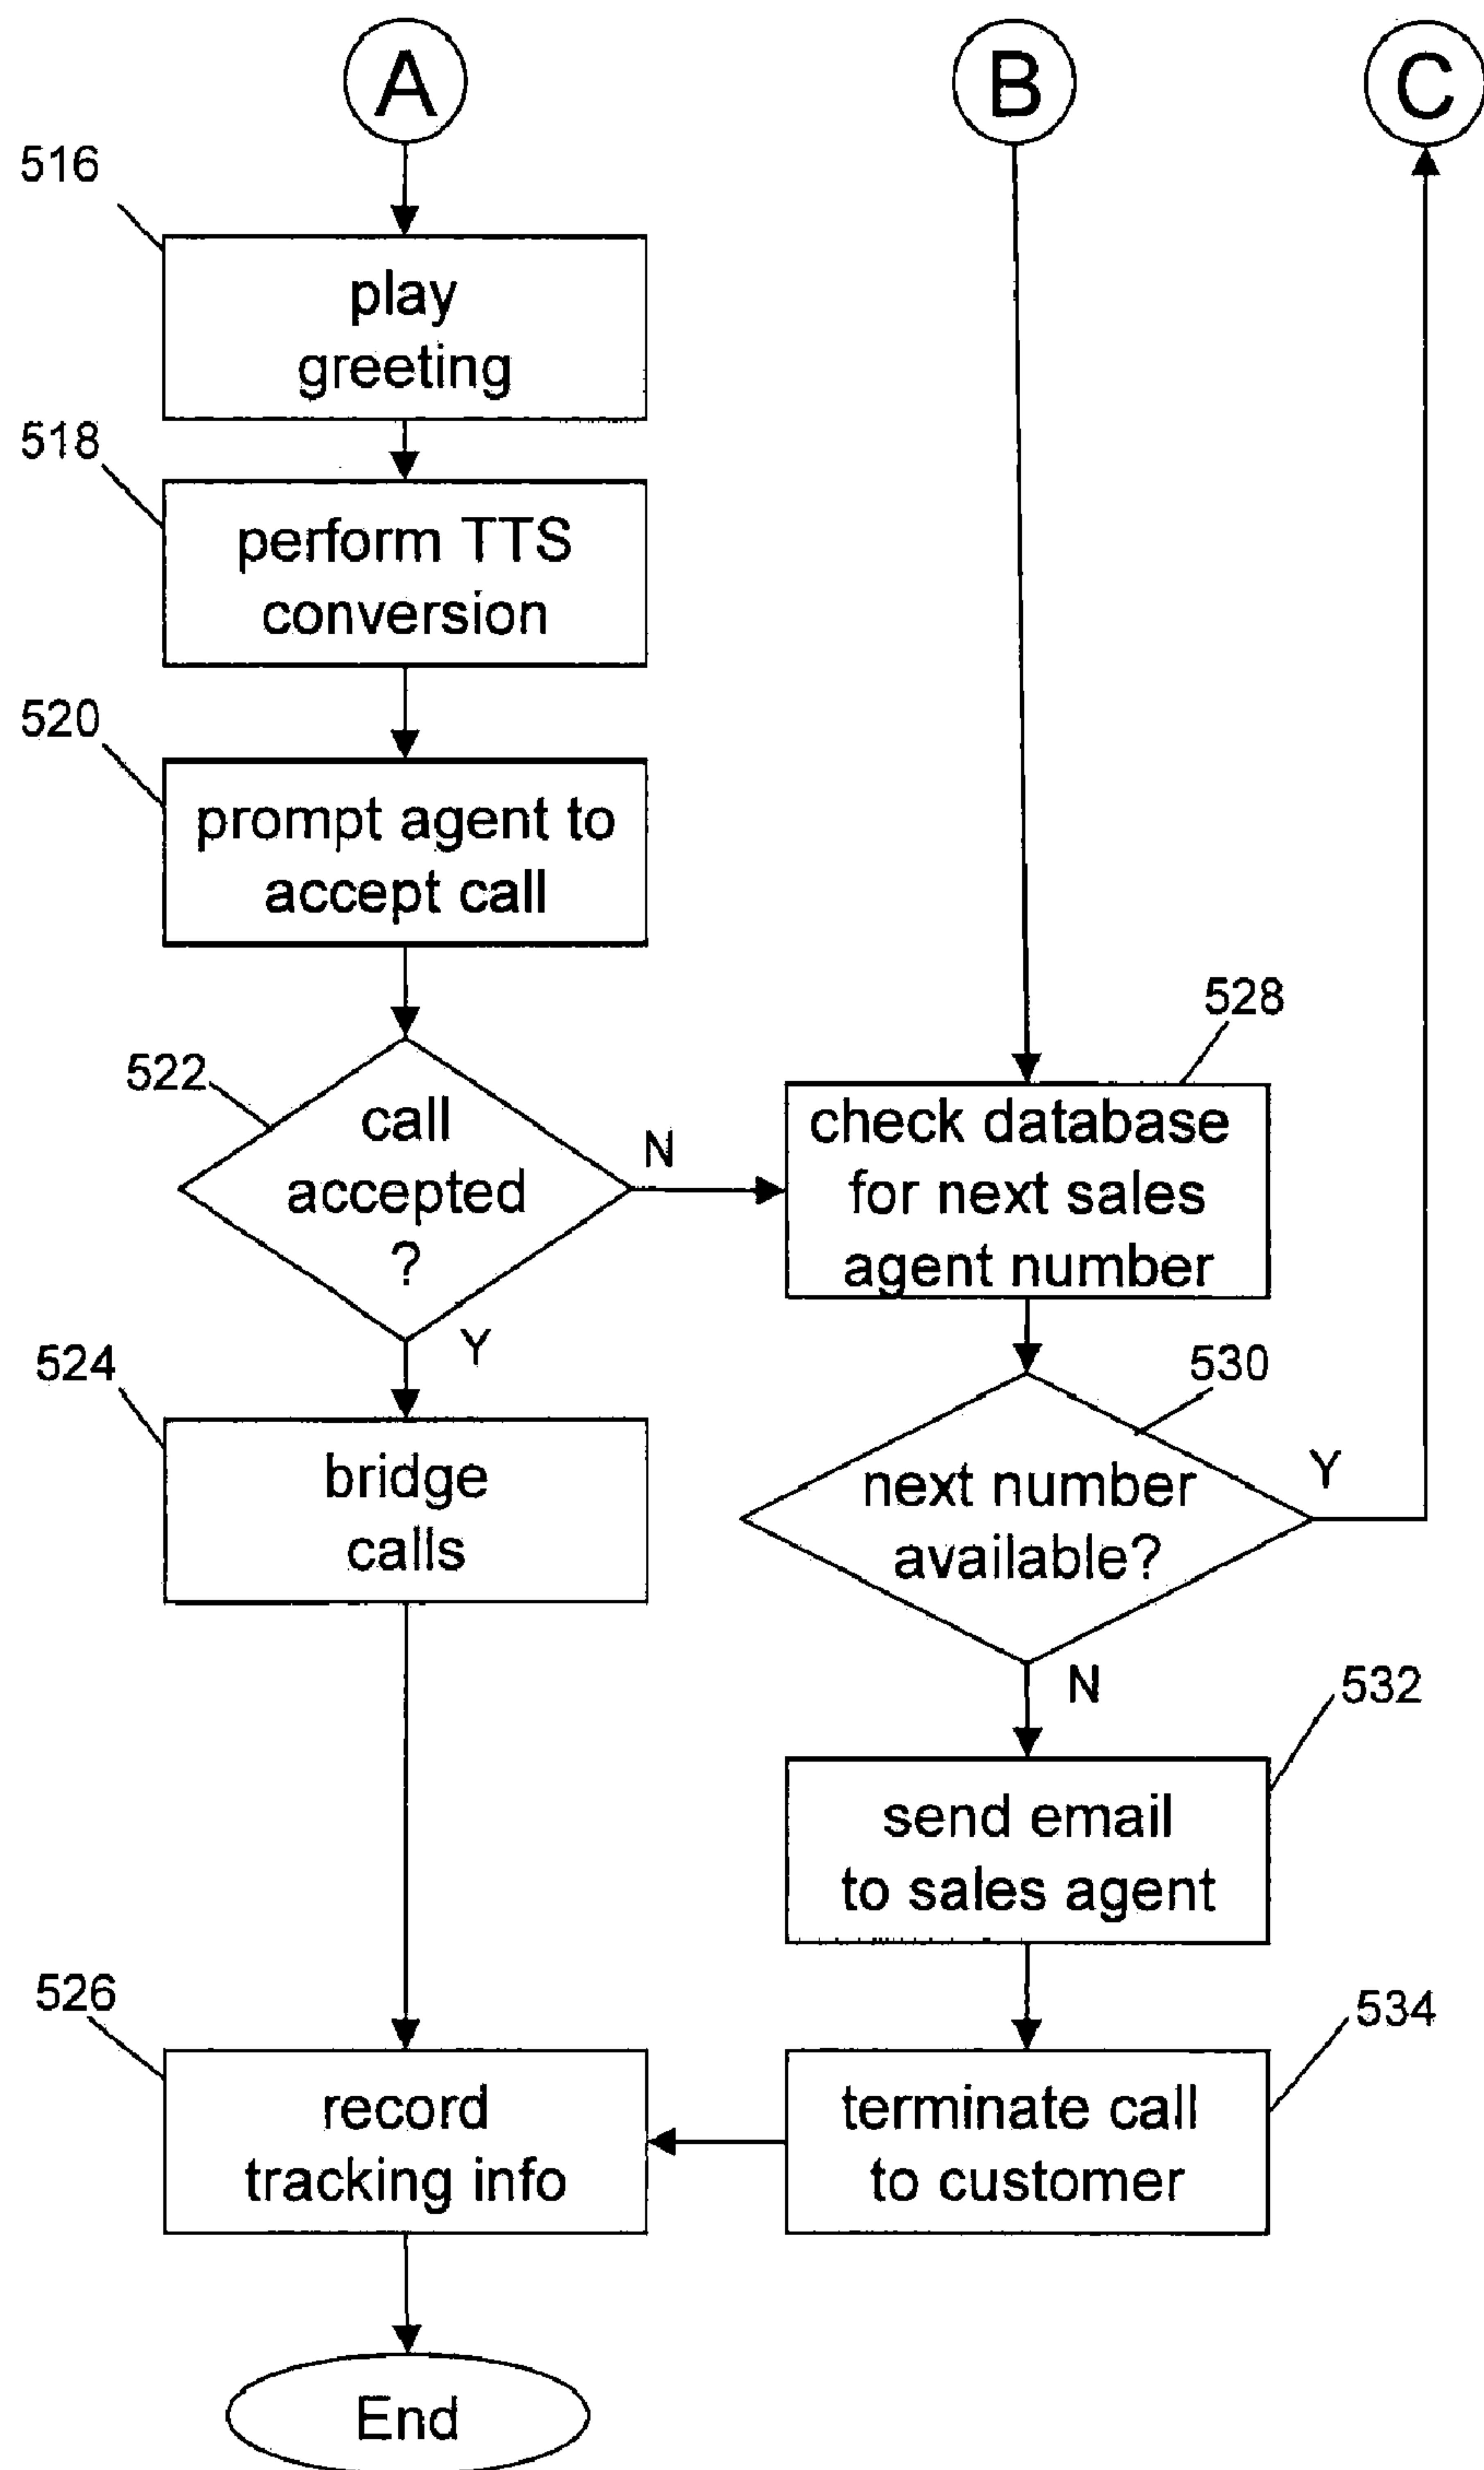 A
B
C
516
play
greeting
518
perform TTS
conversion
520
prompt agent to
accept call
522
call
accepted
?
N
Y
528
check database
for next sales
agent number
524
bridge
calls
530
next number
available?
Y
N
532
send email
to sales agent
526
record
tracking info
534
terminate call
to customer
End